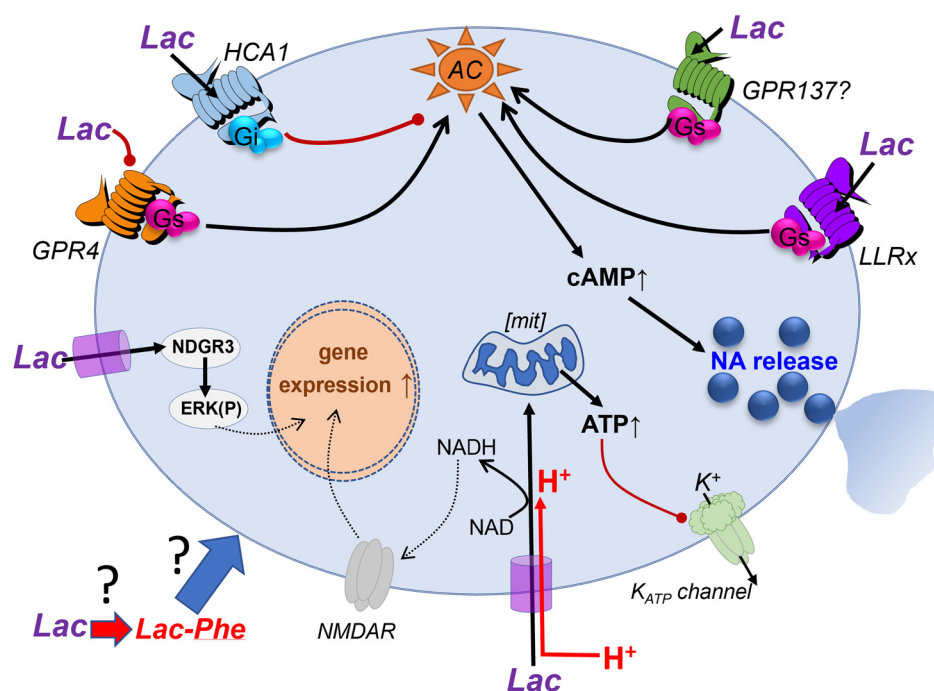 Lac
HCA1
AC
Lac
GPR137?
Lac
Gi
Gs
Lac
Gs
GPR4
Gs
LLRx
cAMP↑
[mit]
NA release
Lac
NDGR3
ERK(P)
gene
expression ↑
ATP↑
NADH
H+
NAD
K+
KATP channel
NMDAR
?
?
Lac
Lac-Phe
H+
Lac